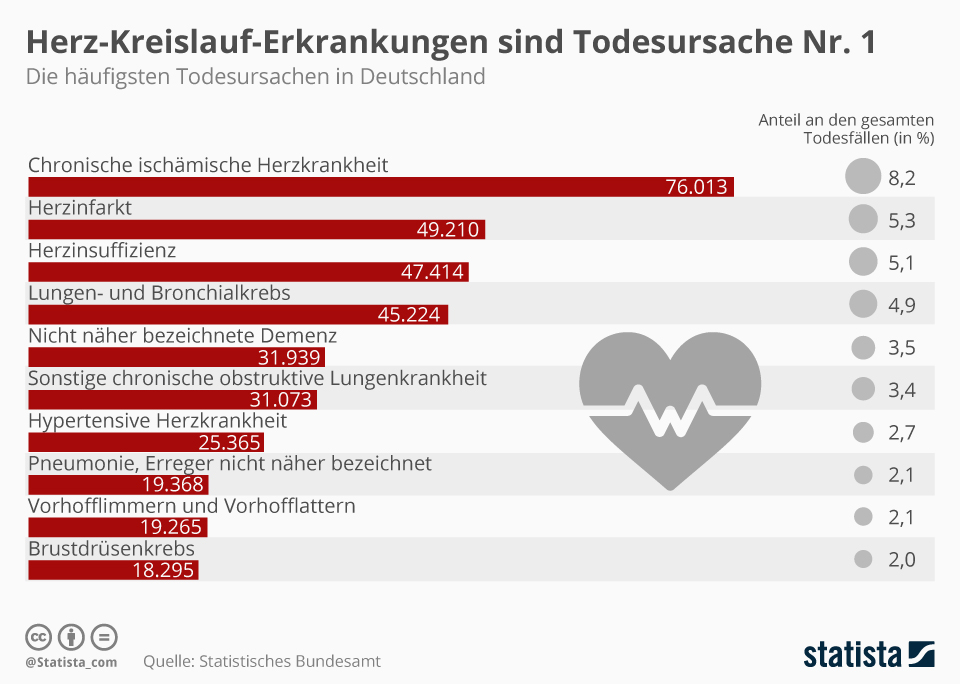 Herz-Kreislauf-Erkrankungen sind Todesursache Nr. 1
Die häufigsten Todesursachen in Deutschland
Anteil an den gesamten
Todesfällen (in %)
Chronische ischämische Herzkrankheit
76.013 8,2
Herzinfarkt
49.210 5,3
Herzinsuffizienz
47.414 5,1
Lungen- und Bronchialkrebs
45.224 4,9
Nicht näher bezeichnete Demenz
31.939 3,5
Sonstige chronische obstruktive Lungenkrankheit
31.073 3,4
Hypertensive Herzkrankheit
25.365 2,7
Pneumonie, Erreger nicht näher bezeichnet
19.368 2,1
Vorhofflimmern und Vorhofflattern
19.265 2,1
Brustdrüsenkrebs
18.295 2,0
cc
@Statista_com Quelle: Statistisches Bundesamt
statista